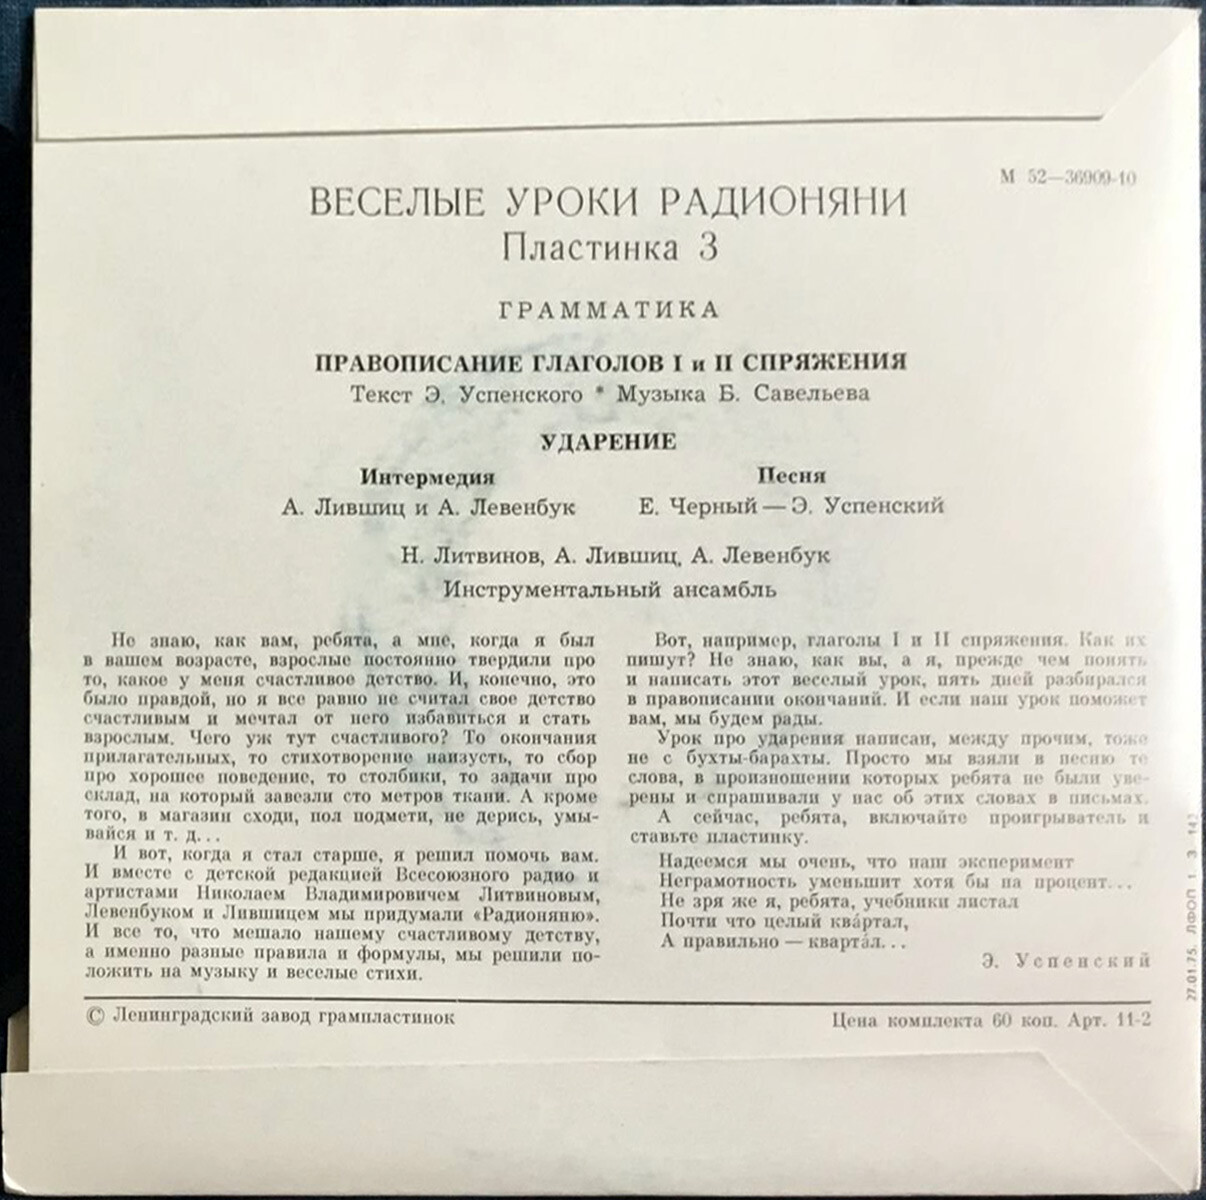 М 52—36909-10
ВЕСЕЛЫЕ УРОКИ РАДИОНЯНИ
Пластинка 3
ГРАММАТИКА
ПРАВОПИСАНИЕ ГЛАГОЛОВ I и II СПРЯЖЕНИЯ
Текст Э. Успенского * Музыка Б. Савельева
УДАРЕНИЕ
Интермедия
А. Лившиц и А. Левенбук
Песня
Е. Черный — Э. Успенский
Н. Литвинов, А. Лившиц, А. Левенбук
Инструментальный ансамбль
Не знаю, как вам, ребята, а мне, когда я был
в вашем возрасте, взрослые постоянно твердили про
то, какое у меня счастливое детство. И, конечно, это
было правдой, но я все равно не считал свое детство
счастливым и мечтал от него избавиться и стать
взрослым. Чего уж тут счастливого? То окончания
прилагательных, то стихотворение наизусть, то сбор
про хорошее поведение, то столбики, то задачи про
склад, на который завезли сто метров ткани. А кроме
того, в магазин сходи, пол подмети, не дерись, умы-
вайся и т. д...
И вот, когда я стал старше, я решил помочь вам.
И вместе с детской редакцией Всесоюзного радио и
артистами Николаем Владимировичем Литвиновым,
Левенбуком и Лившицем мы придумали «Радионяню».
И все то, что мешало нашему счастливому детству,
а именно разные правила и формулы, мы решили по-
ложить на музыку и веселые стихи.
Вот, например, глаголы I и II спряжения. Как их
пишут? Не знаю, как вы, а я, прежде чем понять
и написать этот веселый урок, пять дней разбирался
в правописании окончаний. И если наш урок поможет
вам, мы будем рады.
Урок про ударения написан, между прочим, тоже
не с бухты-барахты. Просто мы взяли в песню те
слова, в произношении которых ребята не были уве-
рены и спрашивали у нас об этих словах в письмах.
А сейчас, ребята, включайте проигрыватель и
ставьте пластинку.
Надеемся мы очень, что наш эксперимент
Неграмотность уменьшит хотя бы на процент...
Не зря же я, ребята, учебники листал
Почти что целый ква́ртал,
А правильно — кварта́л...
Э. Успенский
© Ленинградский завод грампластинок
Цена комплекта 60 коп. Арт. 11-2
27.01.75. ЛФОП 1 3 142